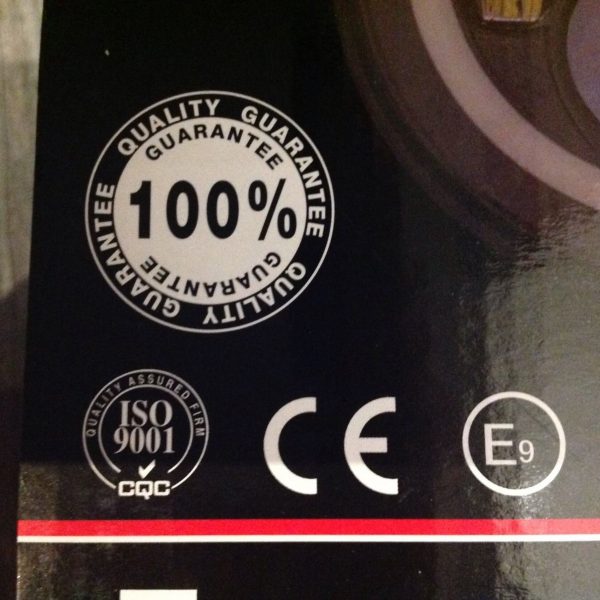 QUALITY GUARANTEE
GUARANTEE
100%
GUARANTEE
QUALITY GUARANTEE
QUALITY ASSURED FIRM
ISO
9001
CQC
CE
E9